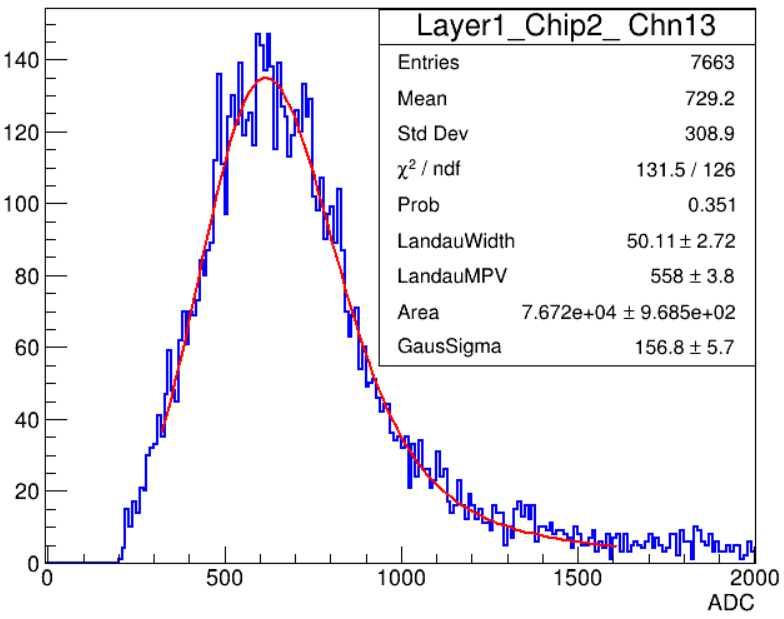 Layer1_Chip2_ Chn13
Entries 7663
Mean 729.2
Std Dev 308.9
χ² / ndf 131.5 / 126
Prob 0.351
LandauWidth 50.11 ± 2.72
LandauMPV 558 ± 3.8
Area 7.672e+04 ± 9.685e+02
GausSigma 156.8 ± 5.7
140
120
100
80
60
40
20
0
0 500 1000 1500 2000
ADC